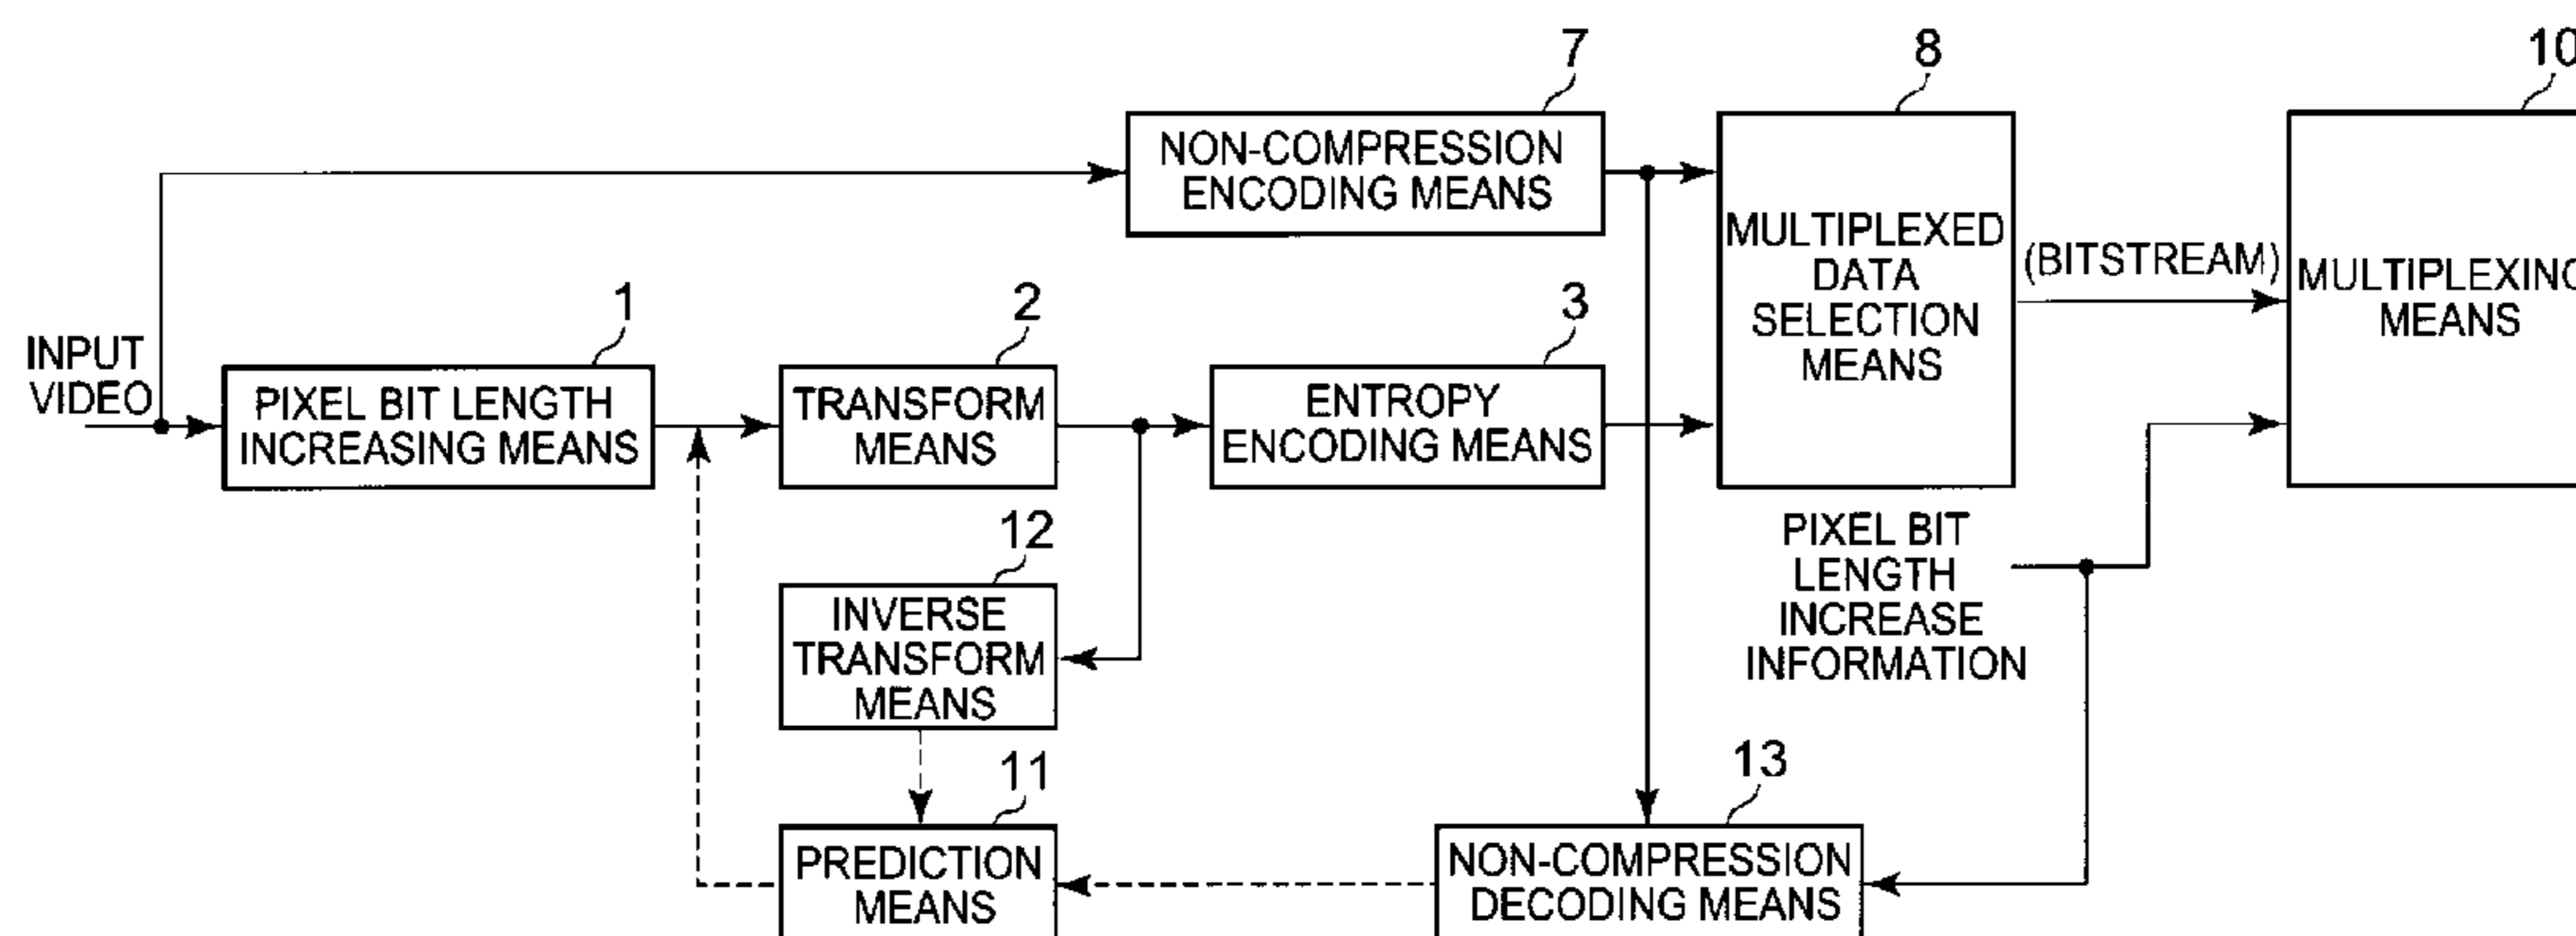 7
8
10
NON-COMPRESSION
ENCODING MEANS
MULTIPLEXED
DATA
SELECTION
MEANS
(BITSTREAM)
MULTIPLEXING
MEANS
1
2
3
INPUT
VIDEO
PIXEL BIT LENGTH
INCREASING MEANS
TRANSFORM
MEANS
ENTROPY
ENCODING MEANS
12
PIXEL BIT
LENGTH
INCREASE
INFORMATION
INVERSE
TRANSFORM
MEANS
11
13
PREDICTION
MEANS
NON-COMPRESSION
DECODING MEANS